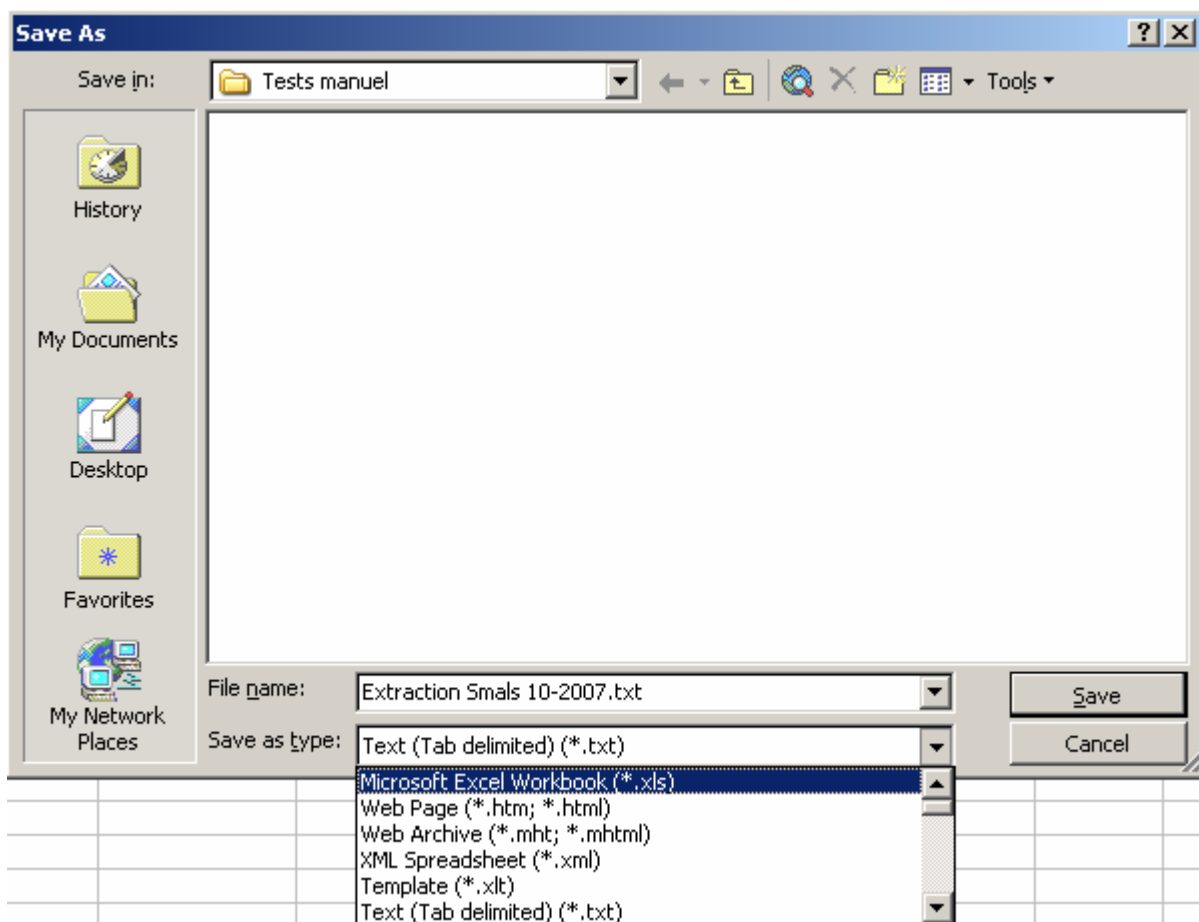 Save As
Save in:
Tests manuel
Tools
History
My Documents
Desktop
Favorites
My Network
Places
File name:
Extraction Smals 10-2007.txt
Save
Save as type:
Text (Tab delimited) (*.txt)
Cancel
Microsoft Excel Workbook (*.xls)
Web Page (*.htm; *.html)
Web Archive (*.mht; *.mhtml)
XML Spreadsheet (*.xml)
Template (*.xlt)
Text (Tab delimited) (*.txt)